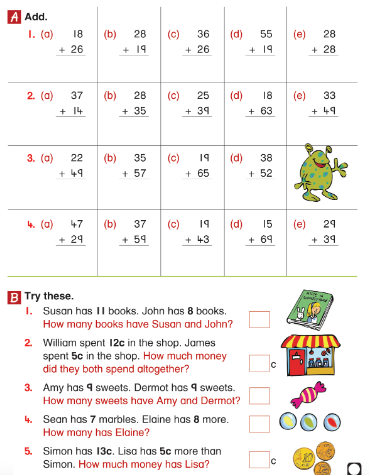 A Add.
1. (a) 18 (b) 28 (c) 36 (d) 55 (e) 28
+ 26 + 19 + 26 + 19 + 28
2. (a) 37 (b) 28 (c) 25 (d) 18 (e) 33
+ 14 + 35 + 39 + 63 + 49
3. (a) 22 (b) 35 (c) 19 (d) 38
+ 49 + 57 + 65 + 52
4. (a) 47 (b) 37 (c) 19 (d) 15 (e) 29
+ 29 + 59 + 43 + 69 + 39
B Try these.
1. Susan has 11 books. John has 8 books.
How many books have Susan and John?
2. William spent 12c in the shop. James
spent 5c in the shop. How much money
did they both spend altogether? c
3. Amy has 9 sweets. Dermot has 9 sweets.
How many sweets have Amy and Dermot?
4. Sean has 7 marbles. Elaine has 8 more.
How many has Elaine?
5. Simon has 13c. Lisa has 5c more than
Simon. How much money has Lisa? c